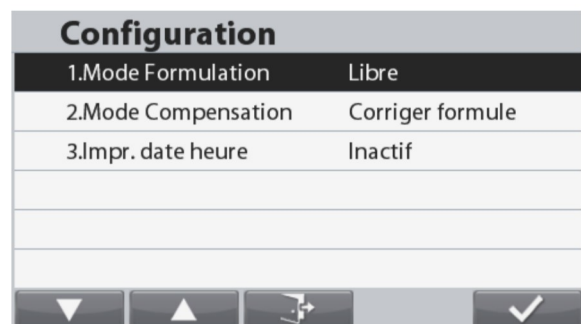 Configuration
1.Mode Formulation Libre
2.Mode Compensation Corriger formule
3.Impr. date heure Inactif